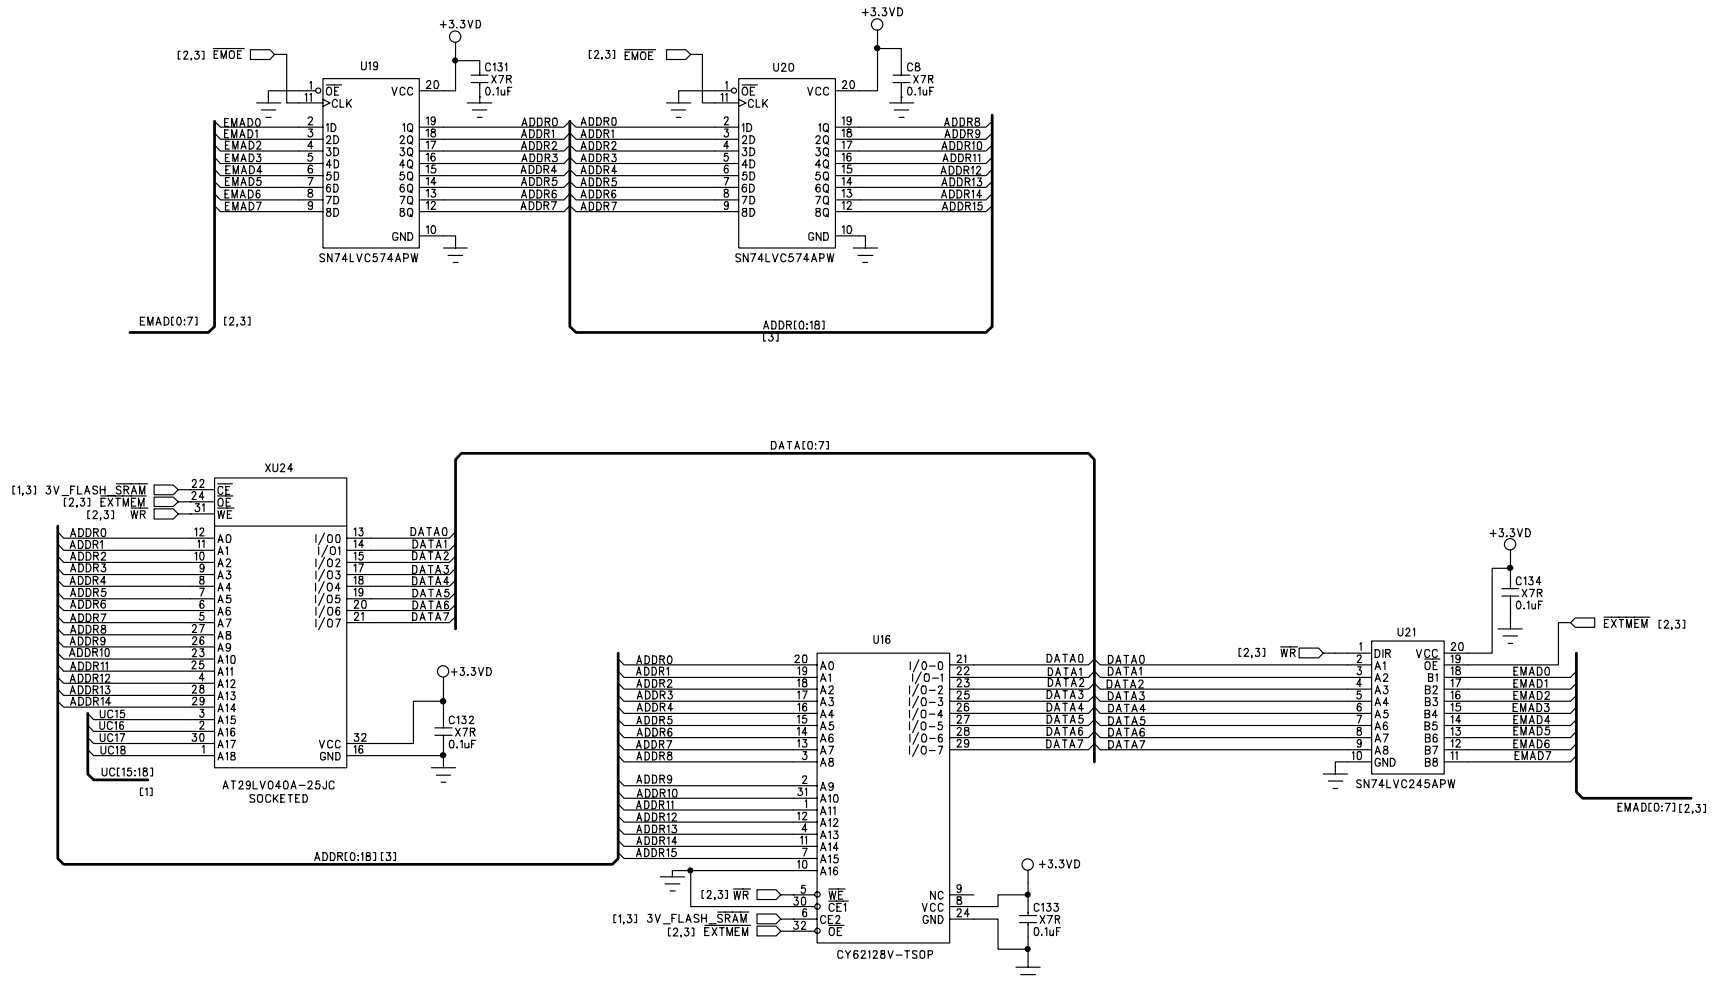 +3.3VD
+3.3VD
[2,3] EMOE
[2,3] EMOE
U19
C131
X7R
0.1uF
U20
C8
X7R
0.1uF
1 OE VCC 20
11 CLK
EMAD0 2 1D 1Q 19 ADDR0
EMAD1 3 2D 2Q 18 ADDR1
EMAD2 4 3D 3Q 17 ADDR2
EMAD3 5 4D 4Q 16 ADDR3
EMAD4 6 5D 5Q 15 ADDR4
EMAD5 7 6D 6Q 14 ADDR5
EMAD6 8 7D 7Q 13 ADDR6
EMAD7 9 8D 8Q 12 ADDR7
GND 10
SN74LVC574APW
1 OE VCC 20
11 CLK
ADDR0 2 1D 1Q 19 ADDR8
ADDR1 3 2D 2Q 18 ADDR9
ADDR2 4 3D 3Q 17 ADDR10
ADDR3 5 4D 4Q 16 ADDR11
ADDR4 6 5D 5Q 15 ADDR12
ADDR5 7 6D 6Q 14 ADDR13
ADDR6 8 7D 7Q 13 ADDR14
ADDR7 9 8D 8Q 12 ADDR15
GND 10
SN74LVC574APW
EMAD[0:7] [2,3]
ADDR[0:18]
[3]
DATA[0:7]
XU24
[1,3] 3V_FLASH_SRAM 22 CE
[2,3] EXTMEM 24 OE
[2,3] WR 31 WE
ADDR0 12 A0 I/O0 13 DATA0
ADDR1 11 A1 I/O1 14 DATA1
ADDR2 10 A2 I/O2 15 DATA2
ADDR3 9 A3 I/O3 17 DATA3
ADDR4 8 A4 I/O4 18 DATA4
ADDR5 7 A5 I/O5 19 DATA5
ADDR6 6 A6 I/O6 20 DATA6
ADDR7 5 A7 I/O7 21 DATA7
ADDR8 27 A8
ADDR9 26 A9
ADDR10 23 A10
ADDR11 25 A11
ADDR12 4 A12
ADDR13 28 A13
ADDR14 29 A14
UC15 3 A15
UC16 2 A16
UC17 30 A17 VCC 32
UC18 1 A18 GND 16
UC[15:18]
[1]
AT29LV040A-25JC
SOCKETED
+3.3VD
C132
X7R
0.1uF
ADDR[0:18][3]
U16
ADDR0 20 A0 I/O-0 21 DATA0
ADDR1 19 A1 I/O-1 22 DATA1
ADDR2 18 A2 I/O-2 23 DATA2
ADDR3 17 A3 I/O-3 25 DATA3
ADDR4 16 A4 I/O-4 26 DATA4
ADDR5 15 A5 I/O-5 27 DATA5
ADDR6 14 A6 I/O-6 28 DATA6
ADDR7 13 A7 I/O-7 29 DATA7
ADDR8 3 A8
ADDR9 2 A9
ADDR10 31 A10
ADDR11 1 A11
ADDR12 12 A12
ADDR13 4 A13
ADDR14 11 A14
ADDR15 7 A15
10 A16
[2,3] WR 5 WE NC 9
30 CE1 VCC 8
[1,3] 3V_FLASH_SRAM 6 CE2 GND 24
[2,3] EXTMEM 32 OE
CY62128V-TSOP
+3.3VD
C133
X7R
0.1uF
+3.3VD
C134
X7R
0.1uF
EXTMEM [2,3]
U21
[2,3] WR 1 DIR VCC 20
DATA0 2 A1 OE 19
DATA1 3 A2 B1 18 EMAD0
DATA2 4 A3 B2 17 EMAD1
DATA3 5 A4 B3 16 EMAD2
DATA4 6 A5 B4 15 EMAD3
DATA5 7 A6 B5 14 EMAD4
DATA6 8 A7 B6 13 EMAD5
DATA7 9 A8 B7 12 EMAD6
10 GND B8 11 EMAD7
SN74LVC245APW
EMAD[0:7][2,3]